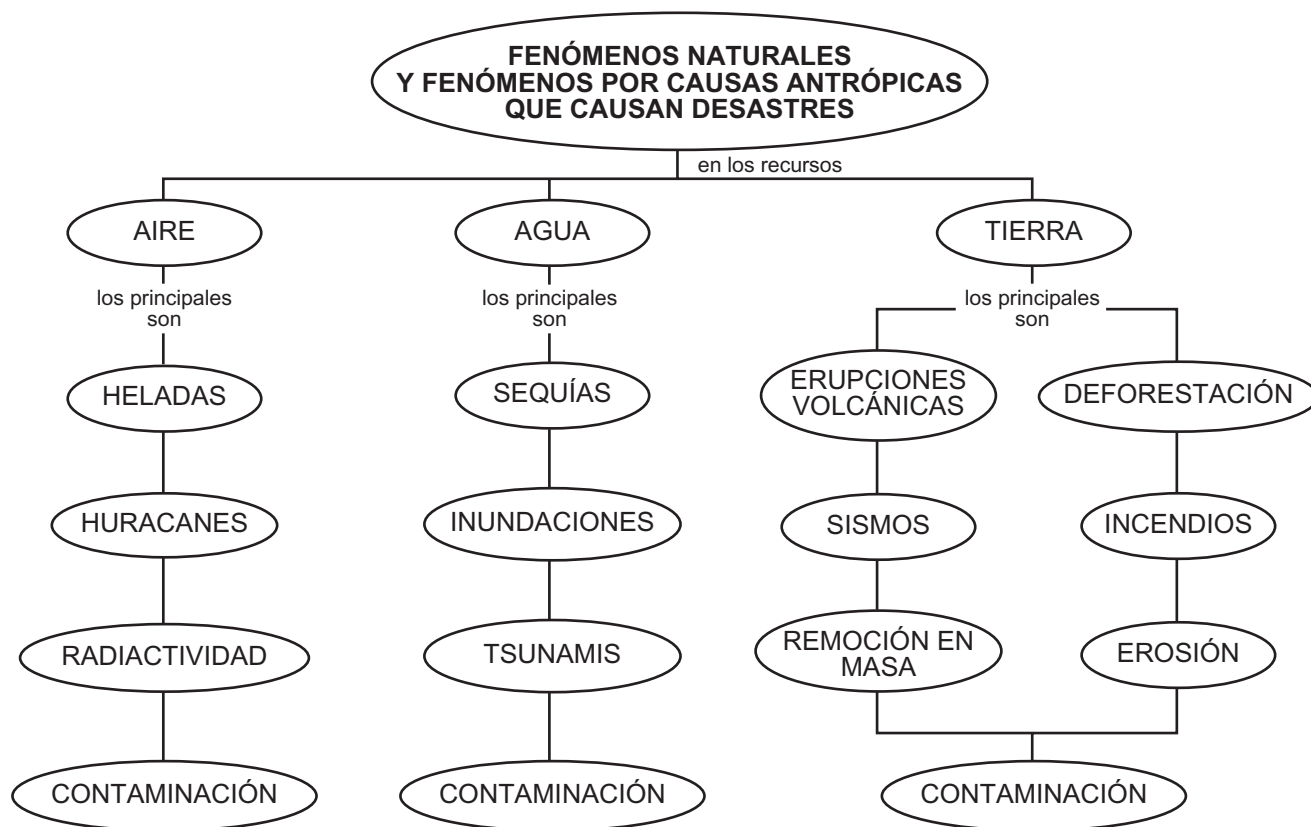 FENÓMENOS NATURALES
Y FENÓMENOS POR CAUSAS ANTRÓPICAS
QUE CAUSAN DESASTRES
en los recursos
AIRE
AGUA
TIERRA
los principales
son
los principales
son
los principales
son
HELADAS
SEQUÍAS
ERUPCIONES
VOLCÁNICAS
DEFORESTACIÓN
HURACANES
INUNDACIONES
SISMOS
INCENDIOS
RADIACTIVIDAD
TSUNAMIS
REMOCIÓN EN
MASA
EROSIÓN
CONTAMINACIÓN
CONTAMINACIÓN
CONTAMINACIÓN